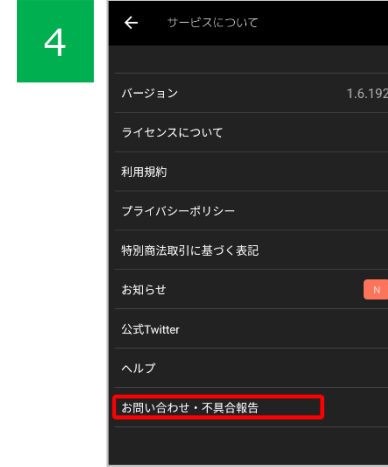 4
サービスについて
バージョン 1.6.192
ライセンスについて
利用規約
プライバシーポリシー
特別商法取引に基づく表記
お知らせ N
公式Twitter
ヘルプ
お問い合わせ・不具合報告